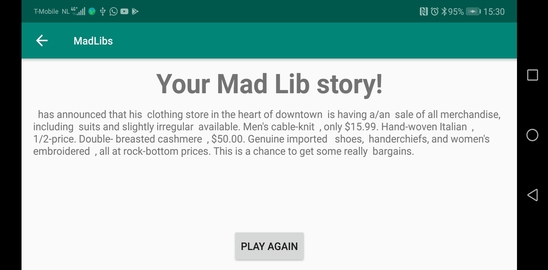 T-Mobile NL 95% 15:30
MadLibs
Your Mad Lib story!
has announced that his clothing store in the heart of downtown is having a/an sale of all merchandise,
including suits and slightly irregular available. Men's cable-knit , only $15.99. Hand-woven Italian ,
1/2-price. Double- breasted cashmere , $50.00. Genuine imported shoes, handerchiefs, and women's
embroidered , all at rock-bottom prices. This is a chance to get some really bargains.
PLAY AGAIN